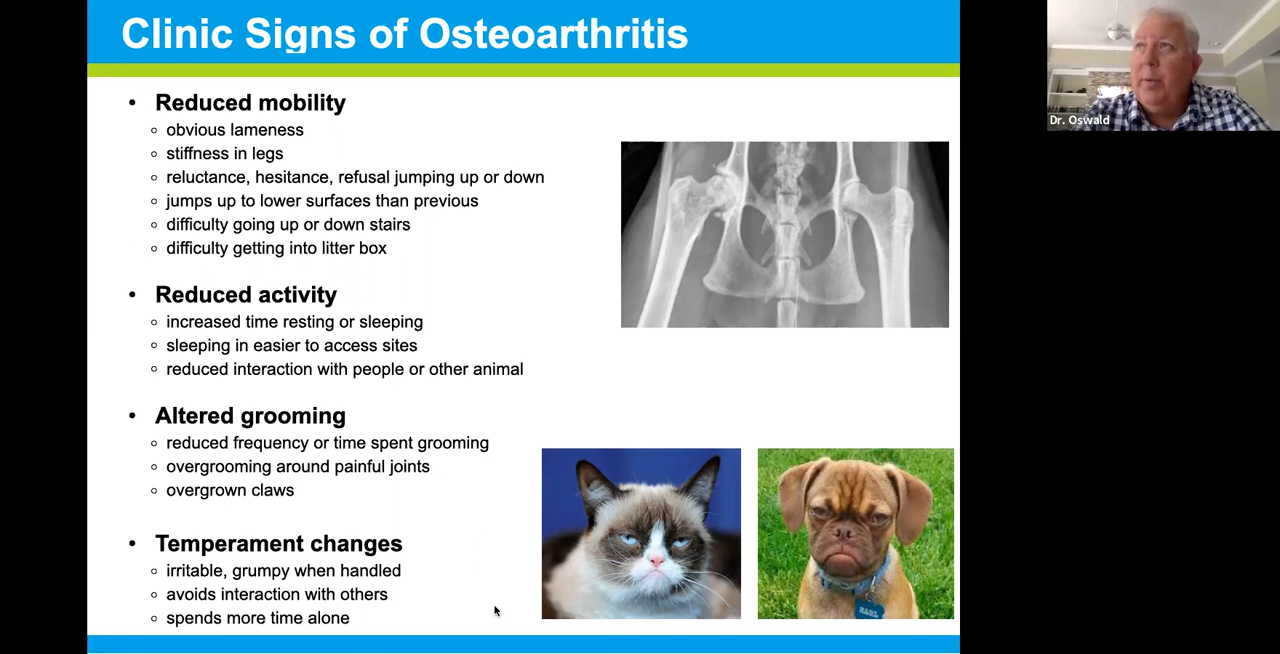 Clinic Signs of Osteoarthritis
Dr. Oswald
• Reduced mobility
◦ obvious lameness
◦ stiffness in legs
◦ reluctance, hesitance, refusal jumping up or down
◦ jumps up to lower surfaces than previous
◦ difficulty going up or down stairs
◦ difficulty getting into litter box
• Reduced activity
◦ increased time resting or sleeping
◦ sleeping in easier to access sites
◦ reduced interaction with people or other animal
• Altered grooming
◦ reduced frequency or time spent grooming
◦ overgrooming around painful joints
◦ overgrown claws
• Temperament changes
◦ irritable, grumpy when handled
◦ avoids interaction with others
◦ spends more time alone
EARL